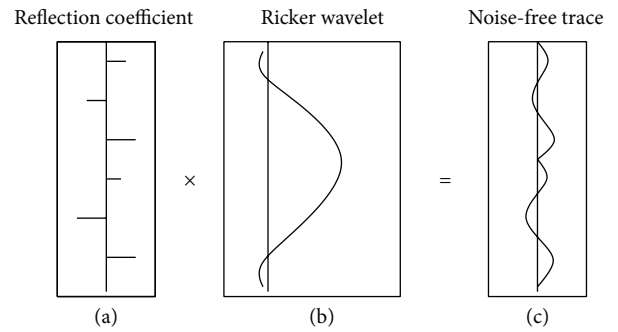 Reflection coefficient
Ricker wavelet
Noise-free trace
×
=
(a)
(b)
(c)